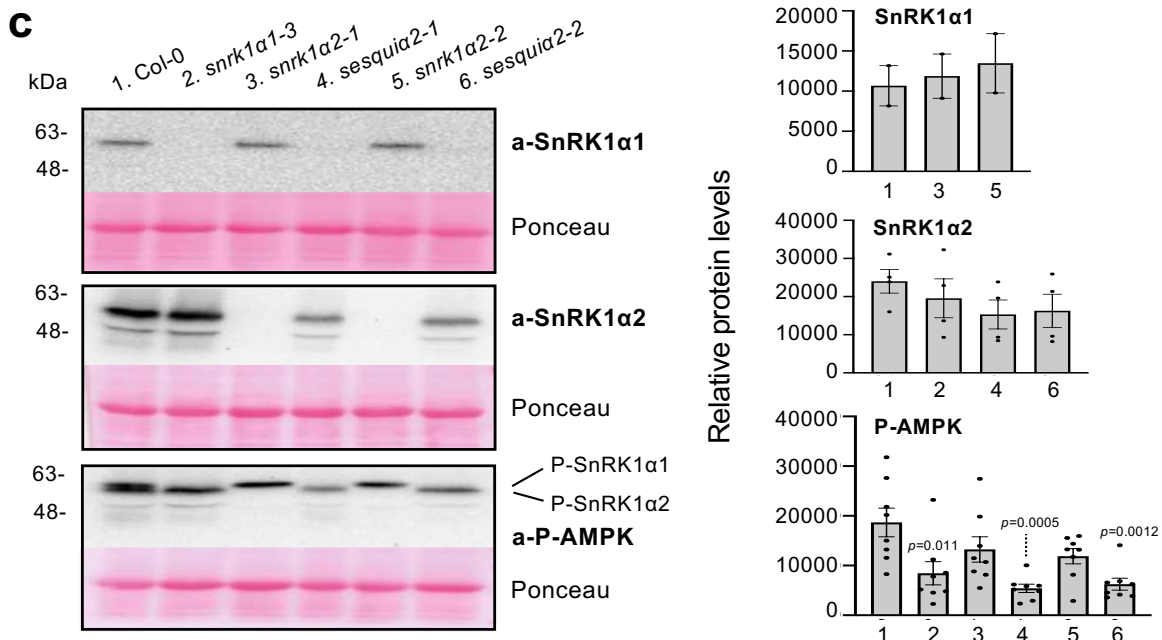 c
kDa
1. Col-0
2. snrk1α1-3
3. snrk1α2-1
4. sesquiα2-1
5. snrk1α2-2
6. sesquiα2-2
63-
48-
a-SnRK1α1
Ponceau
63-
48-
a-SnRK1α2
Ponceau
63-
48-
P-SnRK1α1
P-SnRK1α2
a-P-AMPK
Ponceau
Relative protein levels
SnRK1α1
20000
15000
10000
5000
0
1 3 5
SnRK1α2
40000
30000
20000
10000
0
1 2 4 6
P-AMPK
40000
30000
20000
10000
0
p=0.011
p=0.0005
p=0.0012
1 2 3 4 5 6